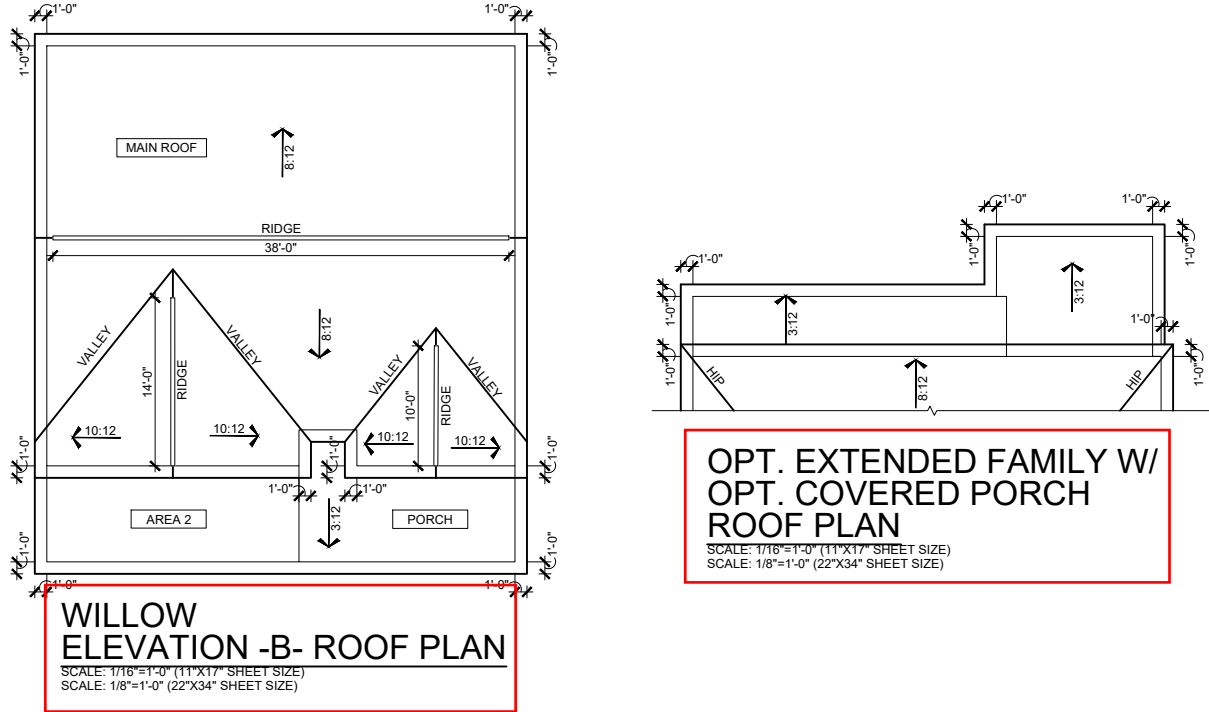 1'-0"
1'-0"
1'-0"
1'-0"
MAIN ROOF
8:12
RIDGE
38'-0"
8:12
VALLEY
VALLEY
14'-0"
RIDGE
VALLEY
VALLEY
10'-0"
RIDGE
10:12
10:12
10:12
10:12
1'-0"
1'-0"
1'-0"
1'-0"
1'-0"
AREA 2
3:12
PORCH
1'-0"
1'-0"
1'-0"
1'-0"
WILLOW
ELEVATION -B- ROOF PLAN
SCALE: 1/16"=1'-0" (11"X17" SHEET SIZE)
SCALE: 1/8"=1'-0" (22"X34" SHEET SIZE)
1'-0"
1'-0"
1'-0"
1'-0"
1'-0"
3:12
1'-0"
3:12
1'-0"
1'-0"
1'-0"
HIP
8:12
HIP
OPT. EXTENDED FAMILY W/
OPT. COVERED PORCH
ROOF PLAN
SCALE: 1/16"=1'-0" (11"X17" SHEET SIZE)
SCALE: 1/8"=1'-0" (22"X34" SHEET SIZE)